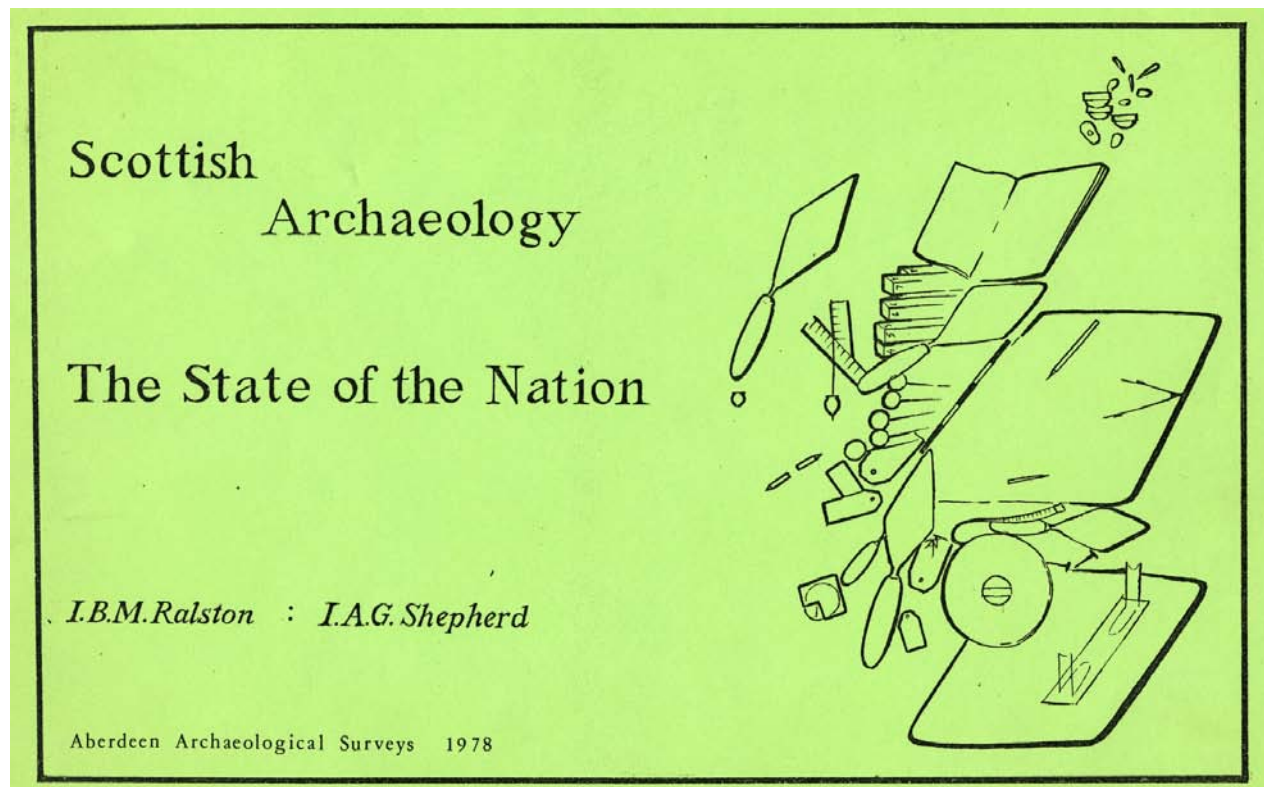 Scottish
Archaeology
The State of the Nation
I.B.M.Ralston : I.A.G.Shepherd
Aberdeen Archaeological Surveys 1978